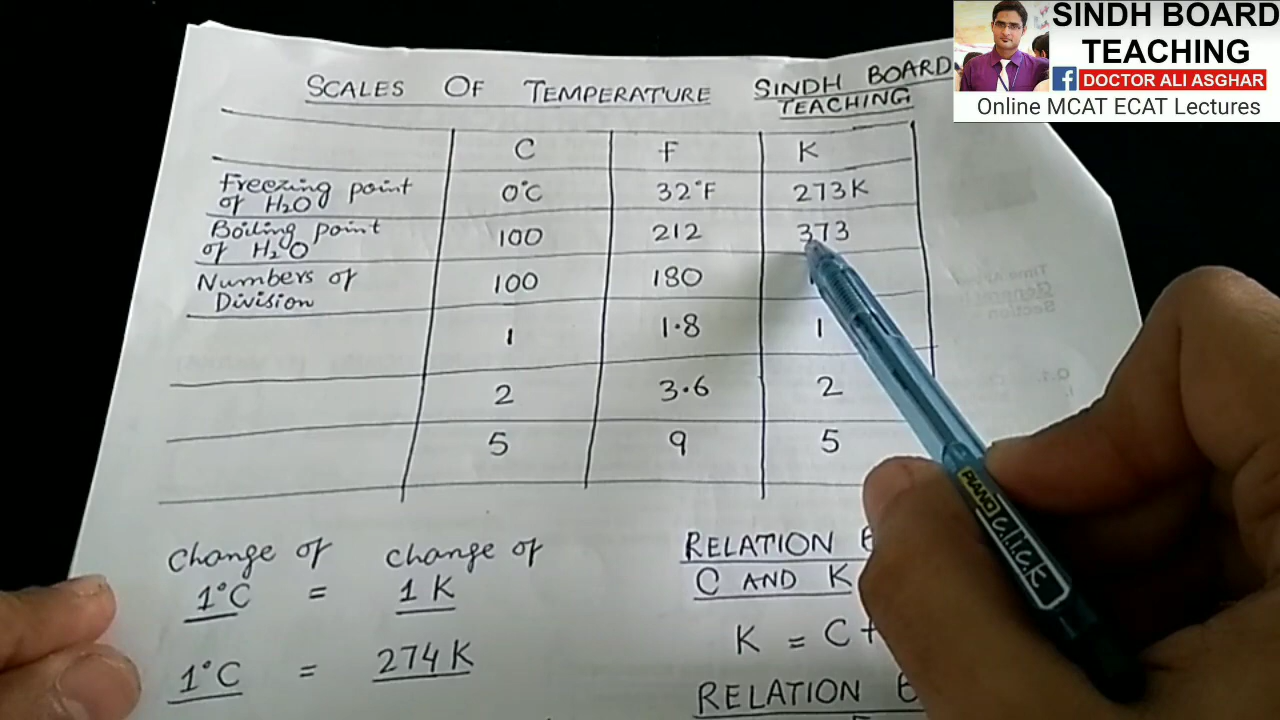 SINDH BOARD
TEACHING
f DOCTOR ALI ASGHAR
Online MCAT ECAT Lectures
SCALES OF TEMPERATURE
SINDH BOARD
TEACHING
C F K
Freezing point of H2O 0°C 32°F 273K
Boiling point of H2O 100 212 373
Numbers of Division 100 180
1 1.8 1
2 3.6 2
5 9 5
Change of change of
1°C = 1 K
1°C = 274 K
RELATION
C AND K
K = C +
RELATION
PIANO click